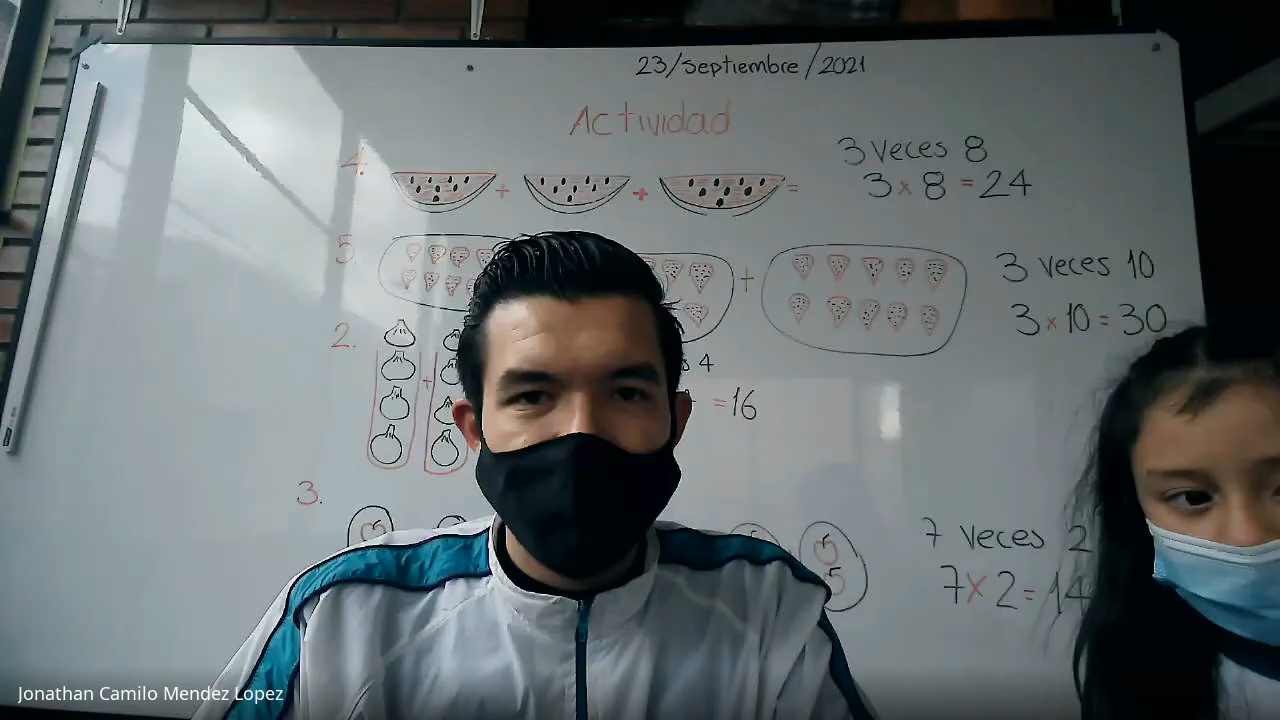 23/Septiembre/2021
Actividad
4.
3 veces 8
+ + =
3 x 8 = 24
5.
+
3 veces 10
3 x 10 = 30
2.
+
4
= 16
3.
7 veces 2
7 x 2 = 14
Jonathan Camilo Mendez Lopez